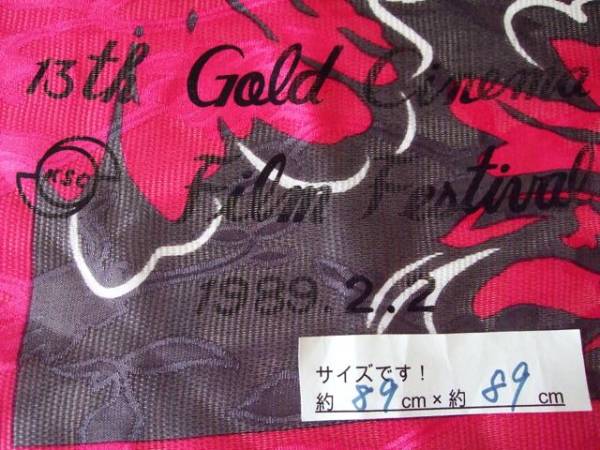 13th Gold Cinema
KSC
Film Festival
1989.2.2
サイズです！
約 89 cm × 約 89 cm